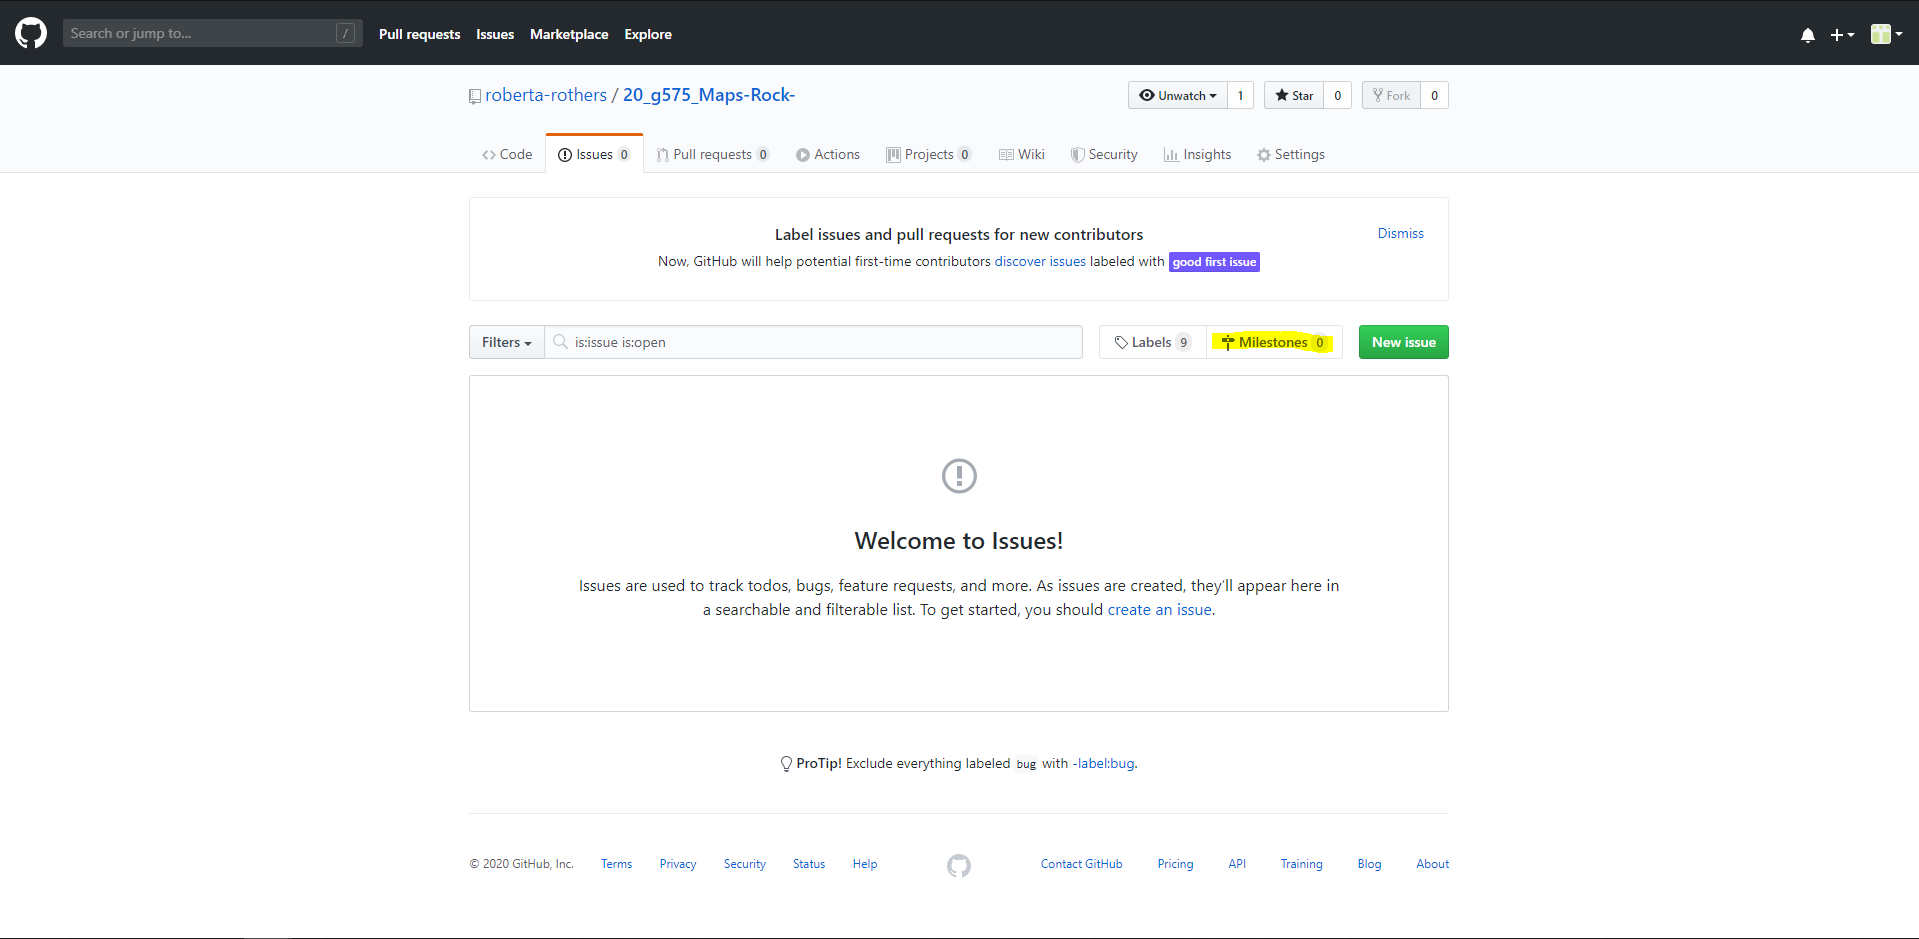 Search or jump to... / Pull requests Issues Marketplace Explore
roberta-rothers / 20_g575_Maps-Rock- Unwatch 1 Star 0 Fork 0
Code Issues 0 Pull requests 0 Actions Projects 0 Wiki Security Insights Settings
Label issues and pull requests for new contributors Dismiss
Now, GitHub will help potential first-time contributors discover issues labeled with good first issue
Filters is:issue is:open Labels 9 Milestones 0 New issue
Welcome to Issues!
Issues are used to track todos, bugs, feature requests, and more. As issues are created, they’ll appear here in
a searchable and filterable list. To get started, you should create an issue.
ProTip! Exclude everything labeled bug with -label:bug.
© 2020 GitHub, Inc. Terms Privacy Security Status Help Contact GitHub Pricing API Training Blog About